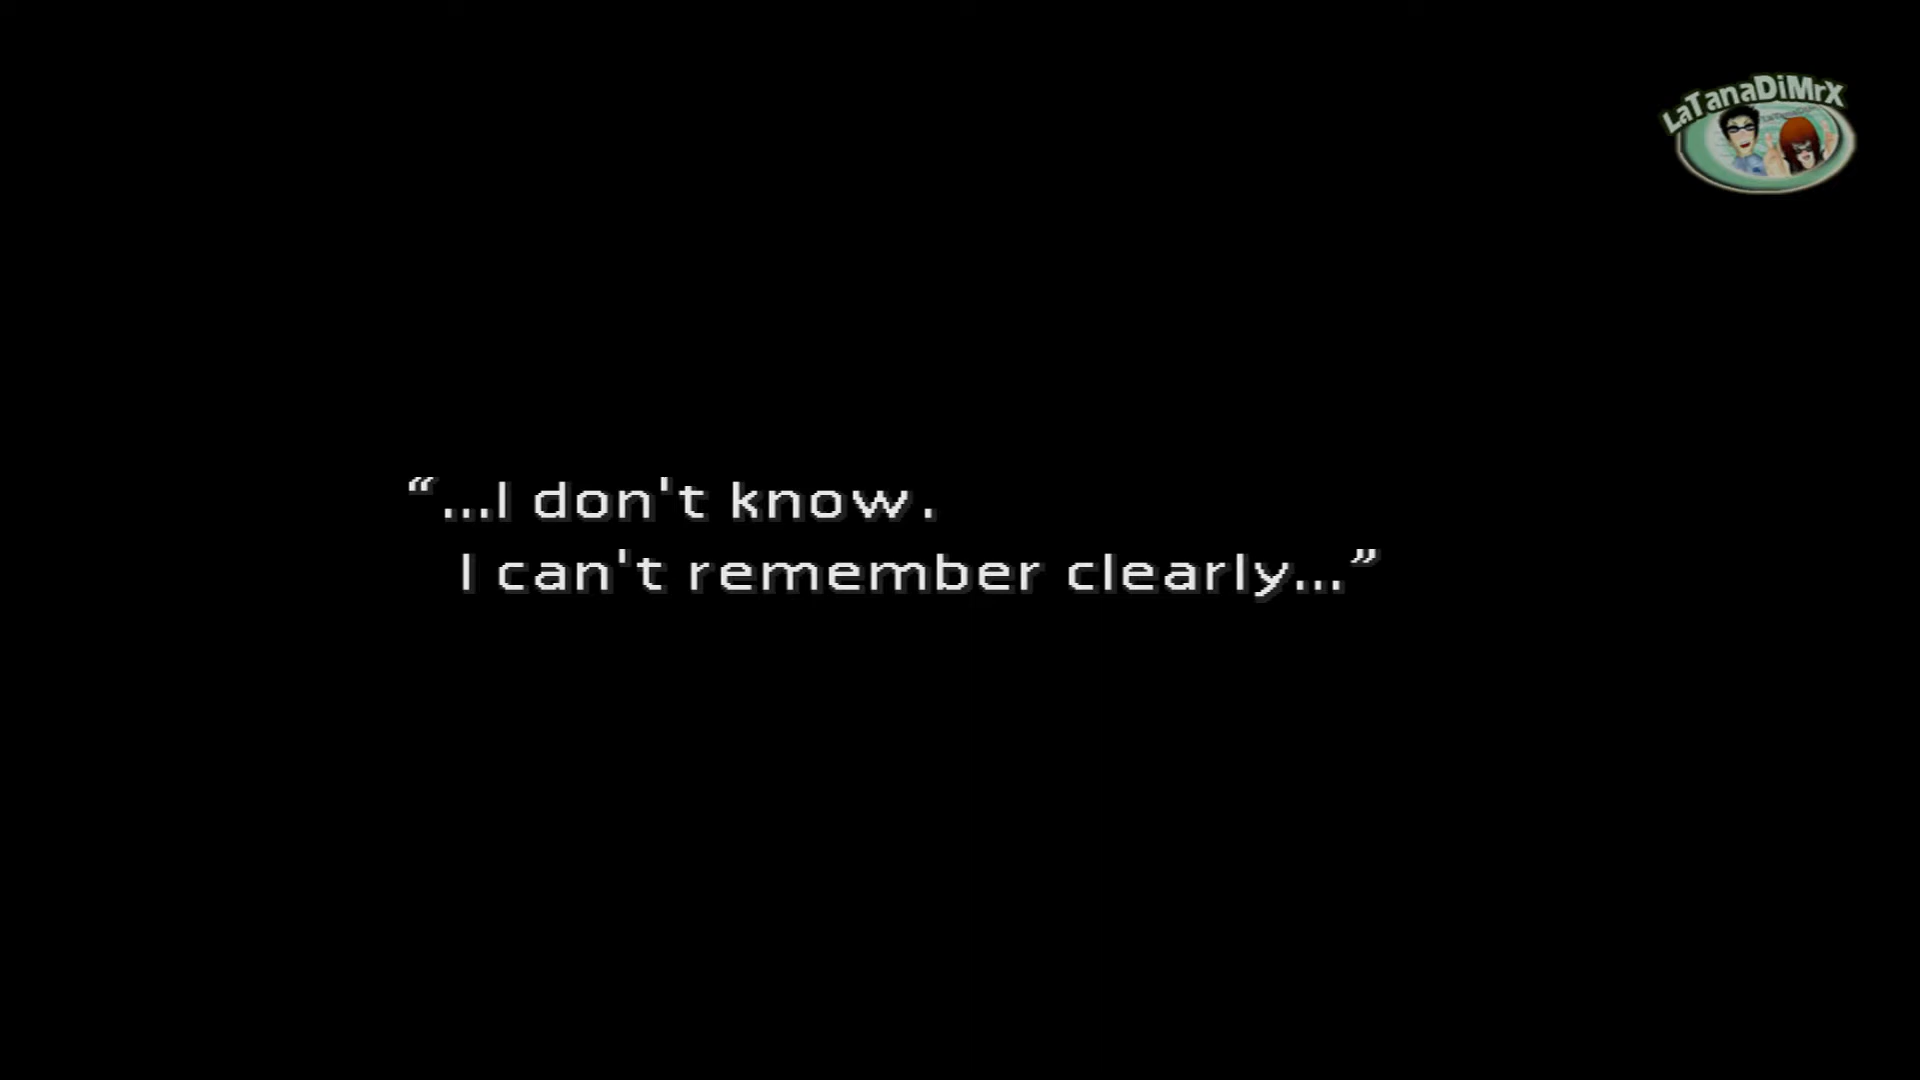 LaTanaDiMrX
“...I don't know.
I can't remember clearly...”